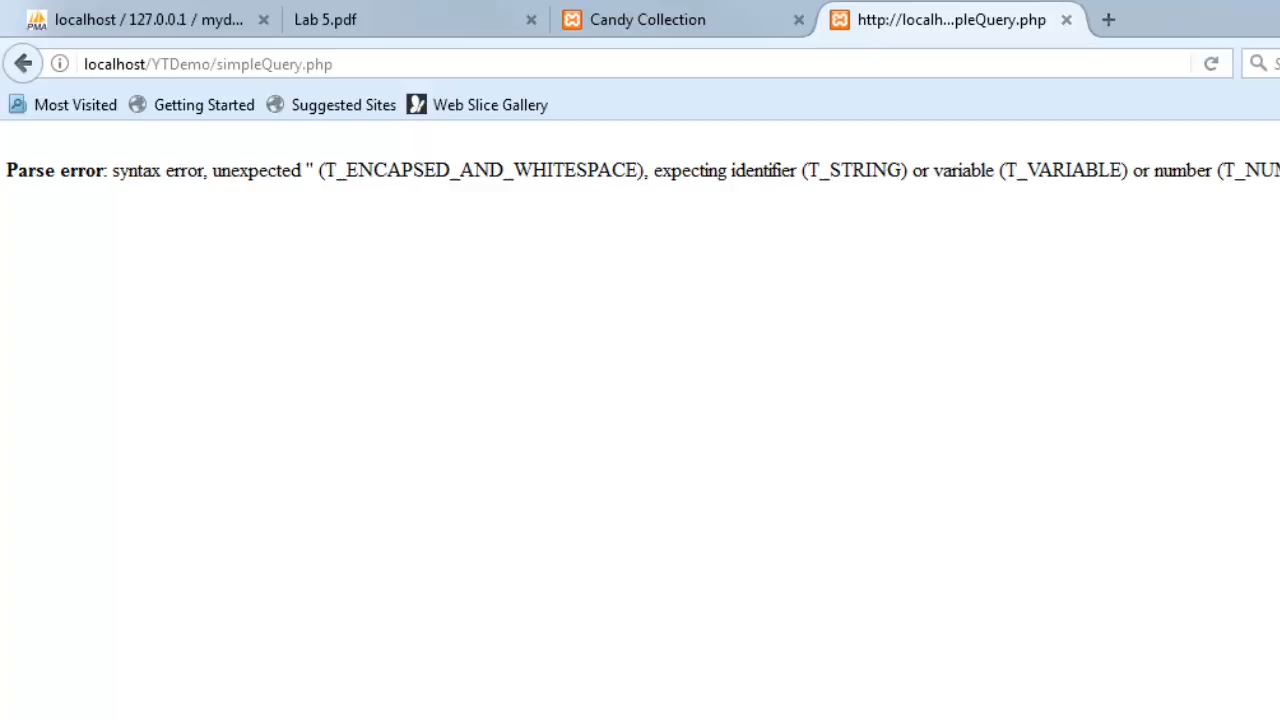 localhost / 127.0.0.1 / myd...
Lab 5.pdf
Candy Collection
http://localh...pleQuery.php
PMA
localhost/YTDemo/simpleQuery.php
Most Visited
Getting Started
Suggested Sites
Web Slice Gallery
Parse error: syntax error, unexpected '' (T_ENCAPSED_AND_WHITESPACE), expecting identifier (T_STRING) or variable (T_VARIABLE) or number (T_NUM